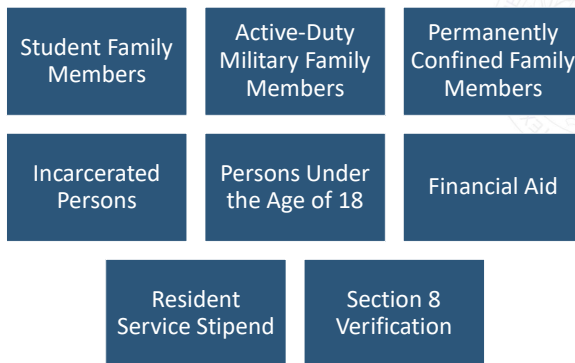 Student Family
Members
Active-Duty
Military Family
Members
Permanently
Confined Family
Members
Incarcerated
Persons
Persons Under
the Age of 18
Financial Aid
Resident
Service Stipend
Section 8
Verification